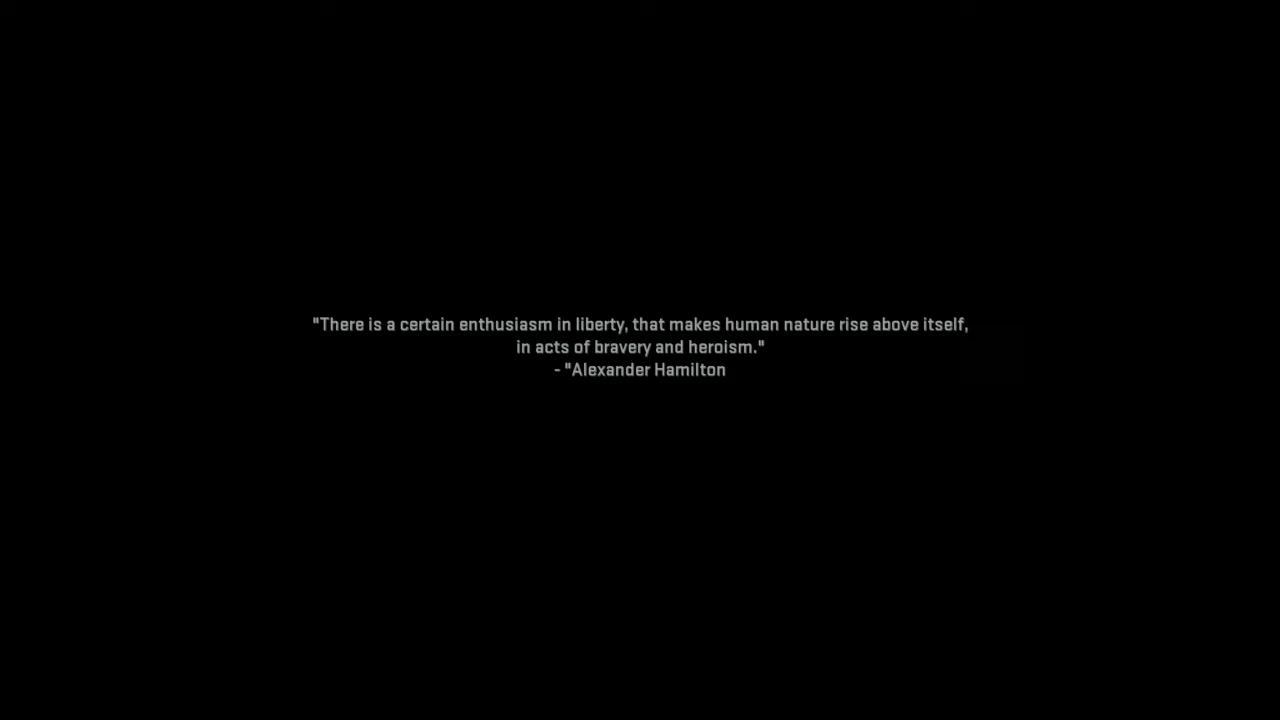 "There is a certain enthusiasm in liberty, that makes human nature rise above itself,
in acts of bravery and heroism."
- "Alexander Hamilton